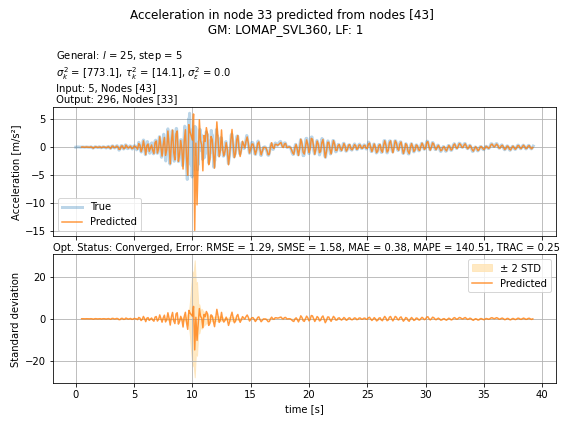 Acceleration in node 33 predicted from nodes [43]
GM: LOMAP_SVL360, LF: 1
General: l = 25, step = 5
σ²ₖ = [773.1], τ²ₖ = [14.1], σ²ε = 0.0
Input: 5, Nodes [43]
Output: 296, Nodes [33]
Acceleration [m/s²]
5
0
−5
−10
−15
True
Predicted
Opt. Status: Converged, Error: RMSE = 1.29, SMSE = 1.58, MAE = 0.38, MAPE = 140.51, TRAC = 0.25
Standard deviation
20
0
−20
± 2 STD
Predicted
0 5 10 15 20 25 30 35 40
time [s]